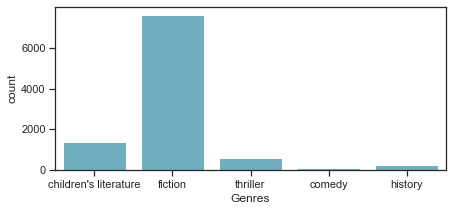 6000
4000
2000
0
count
children's literature fiction thriller comedy history
Genres